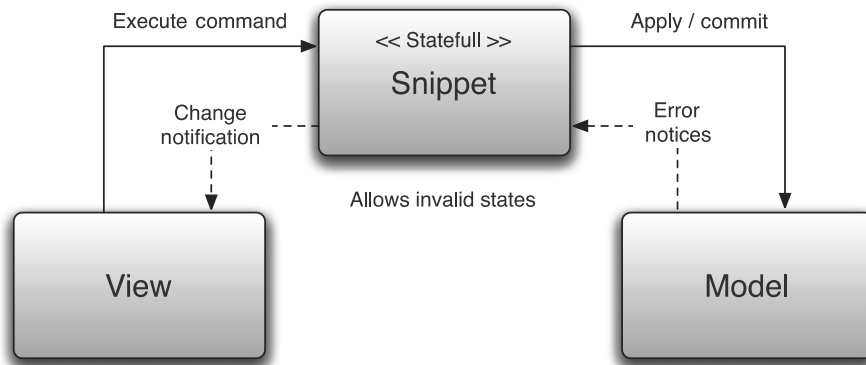 Execute command
<< Statefull >>
Snippet
Apply / commit
Change
notification
Error
notices
Allows invalid states
View
Model